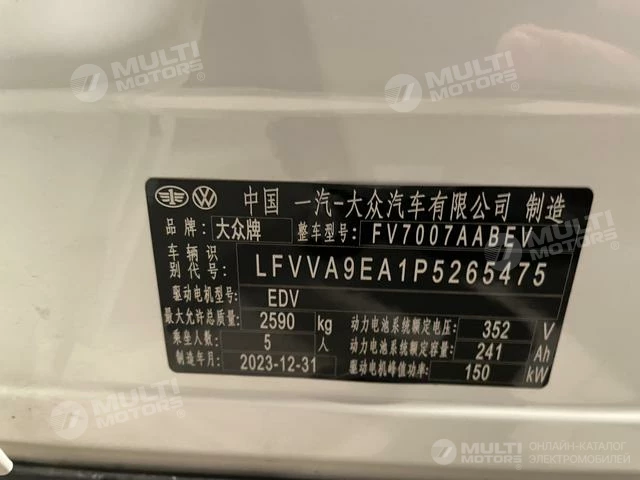 MULTI MOTORS®
MULTI MOTORS®
中国 一汽-大众汽车有限公司 制造
品牌: 大众牌 整车型号: FV7007AABEV
车辆识别代号: LFVVA9EA1P5265475
驱动电机型号: EDV
最大允许总质量: 2590 kg 动力电池系统额定电压: 352 V
乘坐人数: 5 人 动力电池系统额定容量: 241 Ah
制造年月: 2023-12-31 驱动电机峰值功率: 150 kW
MULTI MOTORS®
MULTI MOTORS®
MULTI MOTORS ОНЛАЙН-КАТАЛОГ ЭЛЕКТРОМОБИЛЕЙ